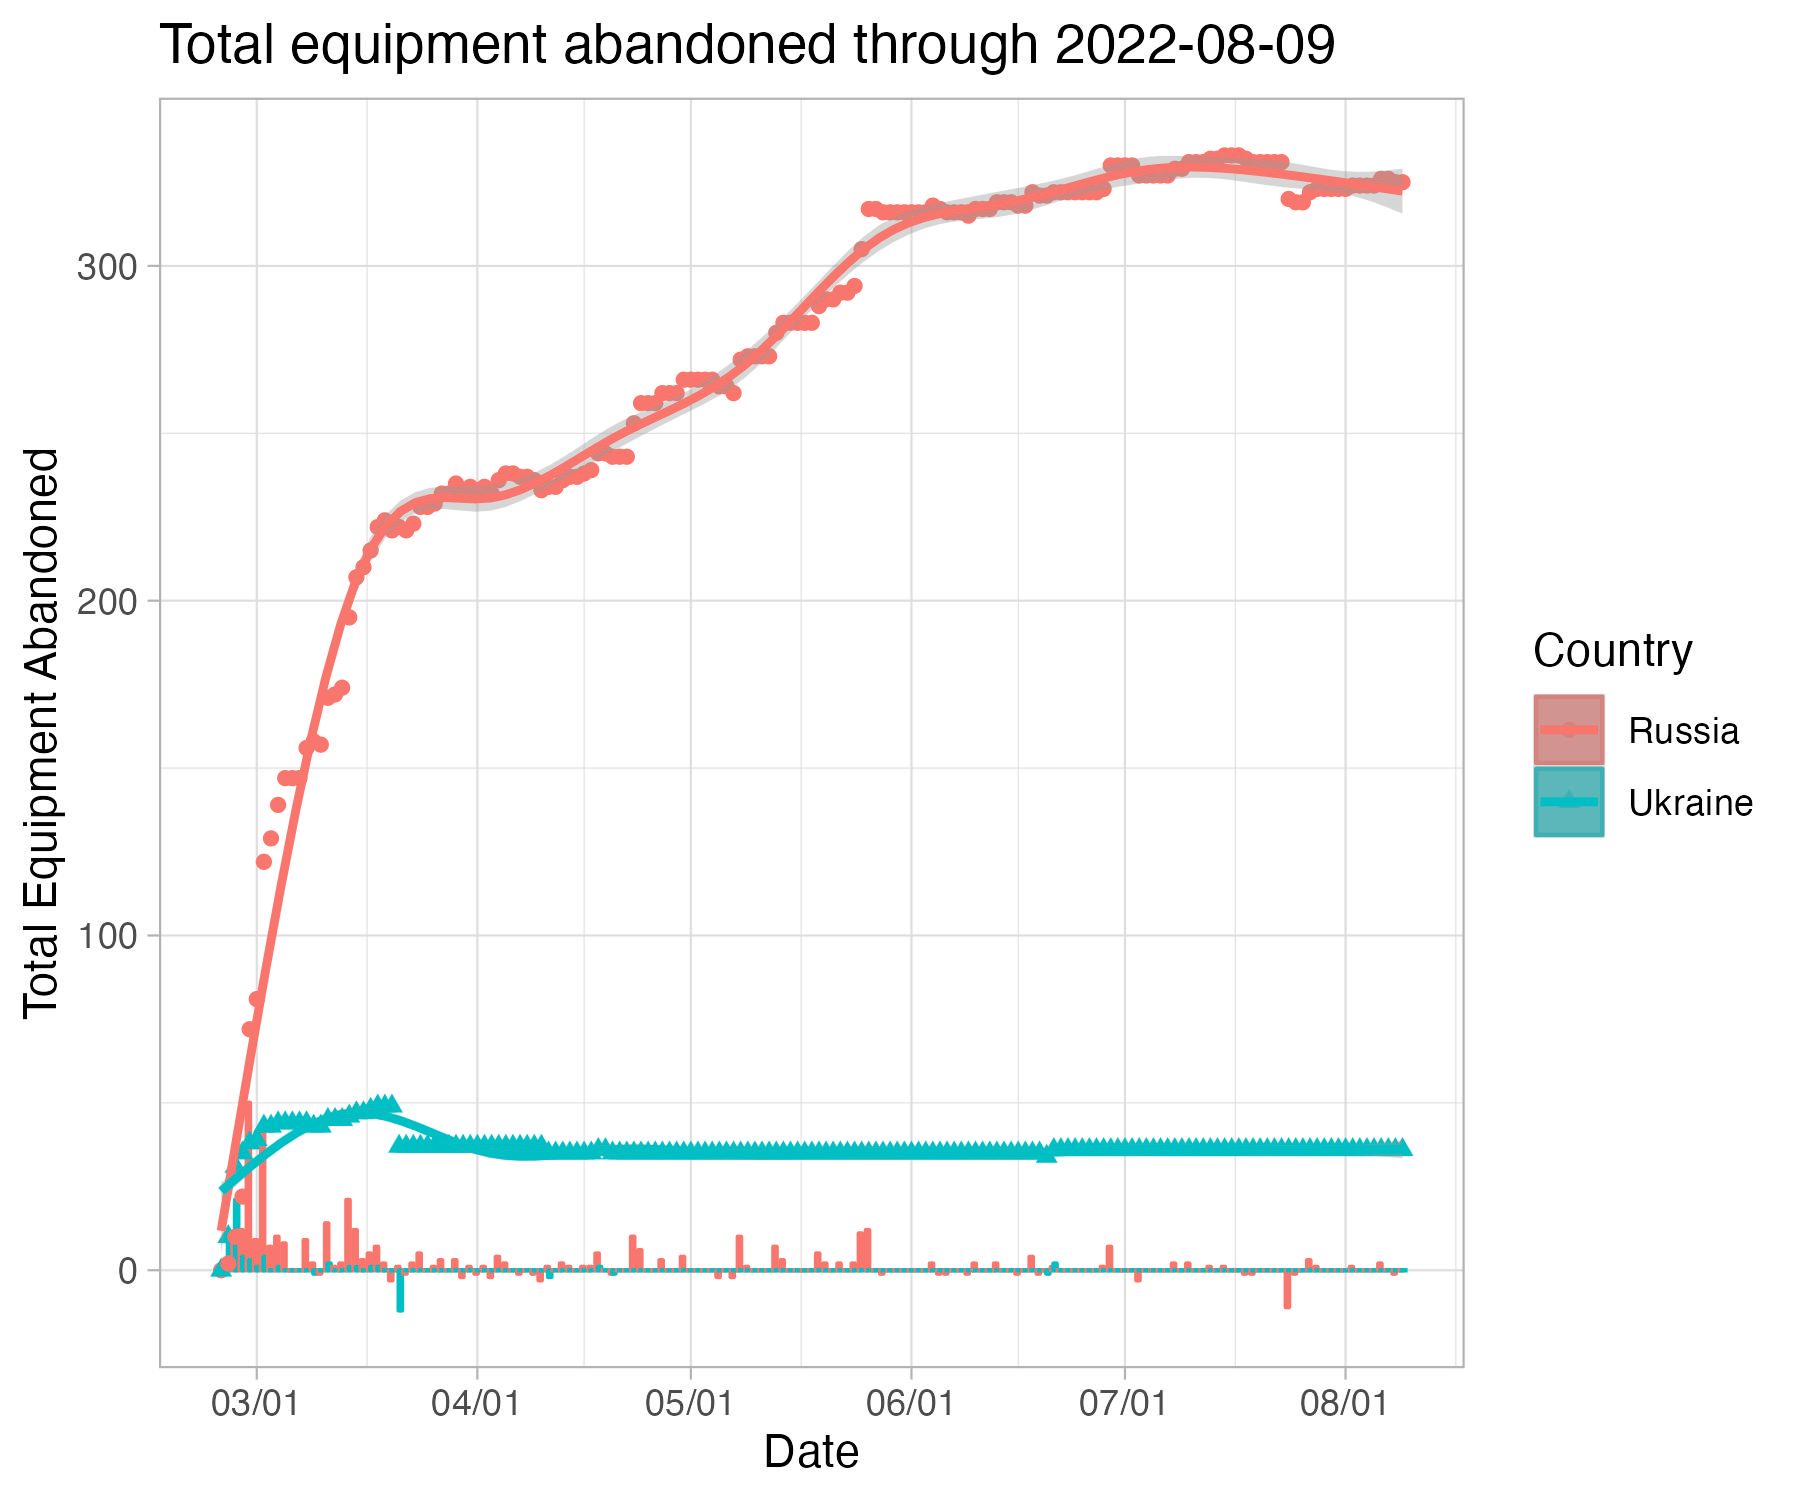 Total equipment abandoned through 2022-08-09
Total Equipment Abandoned
300
200
100
0
03/01
04/01
05/01
06/01
07/01
08/01
Date
Country
Russia
Ukraine